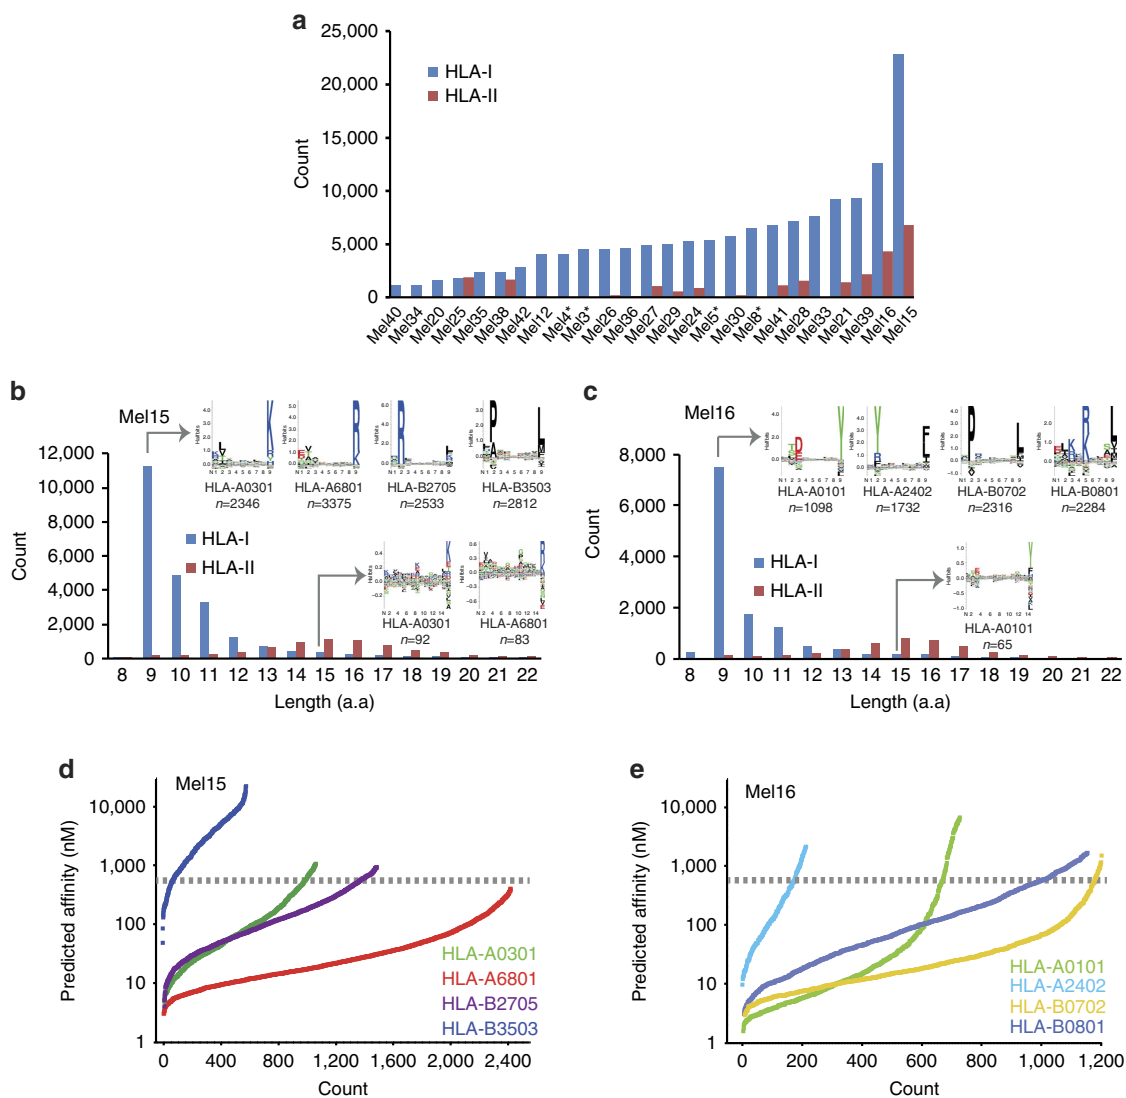 a
25,000
20,000
15,000
10,000
5,000
0
Count
HLA-I
HLA-II
Mel40
Mel34
Mel20
Mel25
Mel35
Mel38
Mel42
Mel12
Mel4*
Mel3*
Mel26
Mel36
Mel27
Mel29
Mel24
Mel5*
Mel30
Mel8*
Mel41
Mel28
Mel33
Mel21
Mel39
Mel16
Mel15
b
Mel15
12,000
10,000
8,000
6,000
4,000
2,000
0
Count
HLA-I
HLA-II
HLA-A0301
n=2346
HLA-A6801
n=3375
HLA-B2705
n=2533
HLA-B3503
n=2812
HLA-A0301
n=92
HLA-A6801
n=83
8 9 10 11 12 13 14 15 16 17 18 19 20 21 22
Length (a.a)
c
Mel16
8,000
6,000
4,000
2,000
0
Count
HLA-I
HLA-II
HLA-A0101
n=1098
HLA-A2402
n=1732
HLA-B0702
n=2316
HLA-B0801
n=2284
HLA-A0101
n=65
8 9 10 11 12 13 14 15 16 17 18 19 20 21 22
Length (a.a)
d
Mel15
10,000
1,000
100
10
1
Predicted affinity (nM)
HLA-A0301
HLA-A6801
HLA-B2705
HLA-B3503
0 400 800 1,200 1,600 2,000 2,400
Count
e
Mel16
10,000
1,000
100
10
1
Predicted affinity (nM)
HLA-A0101
HLA-A2402
HLA-B0702
HLA-B0801
0 200 400 600 800 1,000 1,200
Count